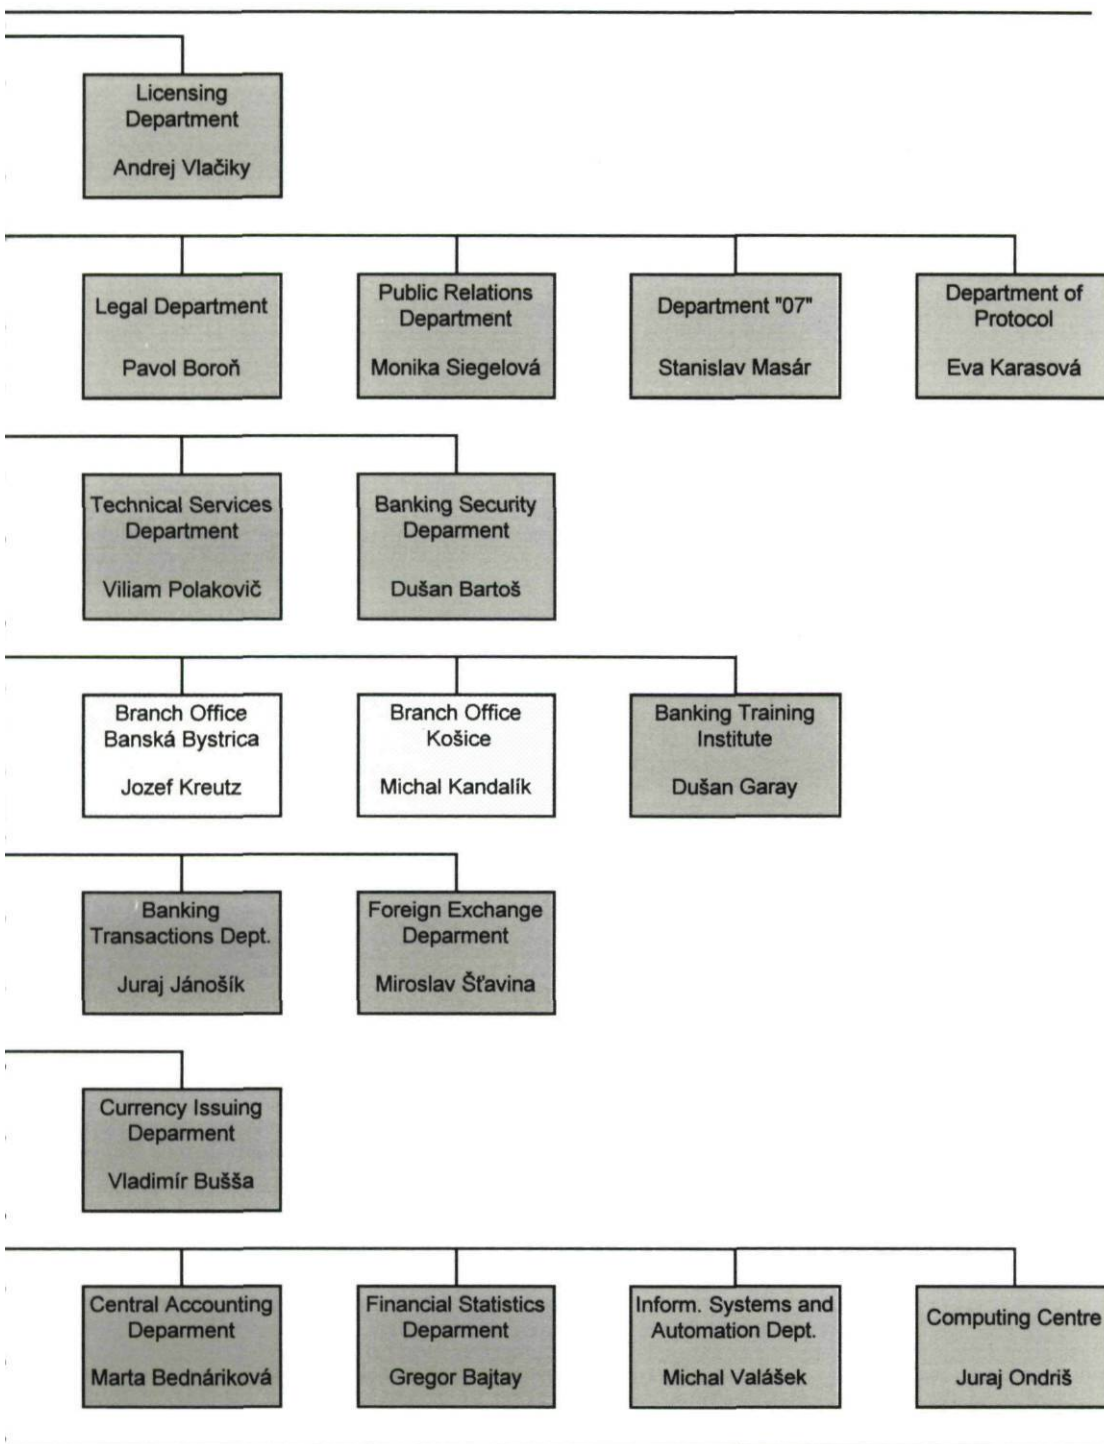 Licensing
Department
Andrej Vlačiky
Legal Department
Pavol Boroň
Public Relations
Department
Monika Siegelová
Department "07"
Stanislav Masár
Department of
Protocol
Eva Karasová
Technical Services
Department
Viliam Polakovič
Banking Security
Deparment
Dušan Bartoš
Branch Office
Banská Bystrica
Jozef Kreutz
Branch Office
Košice
Michal Kandalík
Banking Training
Institute
Dušan Garay
Banking
Transactions Dept.
Juraj Jánošík
Foreign Exchange
Deparment
Miroslav Šťavina
Currency Issuing
Deparment
Vladimír Bušša
Central Accounting
Deparment
Marta Bednáriková
Financial Statistics
Deparment
Gregor Bajtay
Inform. Systems and
Automation Dept.
Michal Valášek
Computing Centre
Juraj Ondriš